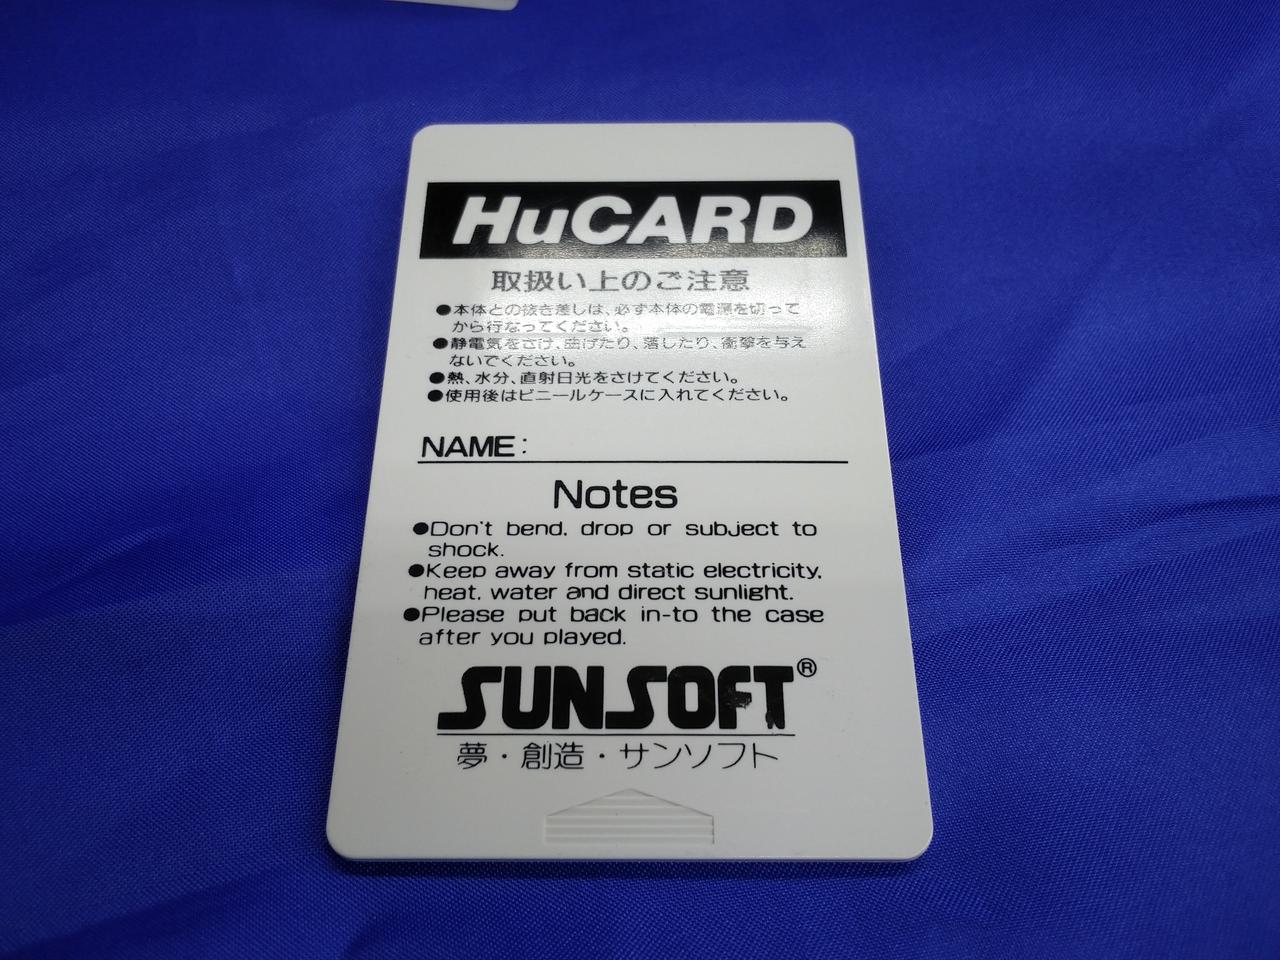 HuCARD
取扱い上のご注意
●本体との抜き差しは、必ず本体の電源を切って
から行なってください。
●静電気をさけ、曲げたり、落したり、衝撃を与え
ないでください。
●熱、水分、直射日光をさけてください。
●使用後はビニールケースに入れてください。
NAME:
Notes
●Don't bend, drop or subject to
shock.
●Keep away from static electricity,
heat, water and direct sunlight.
●Please put back in-to the case
after you played.
SUNSOFT®
夢・創造・サンソフト